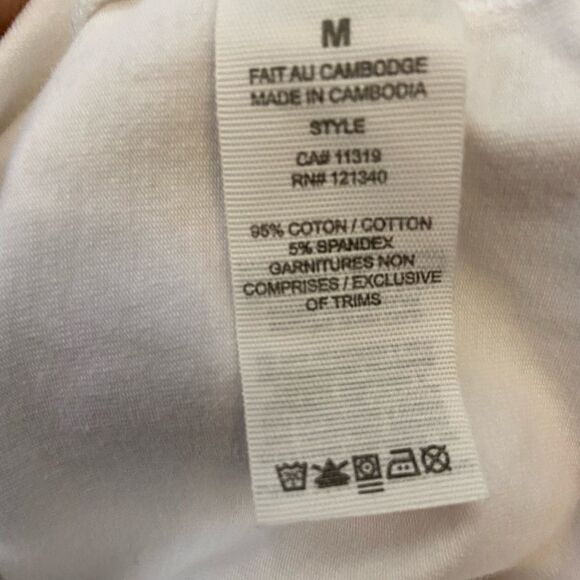 M
FAIT AU CAMBODGE
MADE IN CAMBODIA
STYLE
CA# 11319
RN# 121340
95% COTON / COTTON
5% SPANDEX
GARNITURES NON
COMPRISES / EXCLUSIVE
OF TRIMS